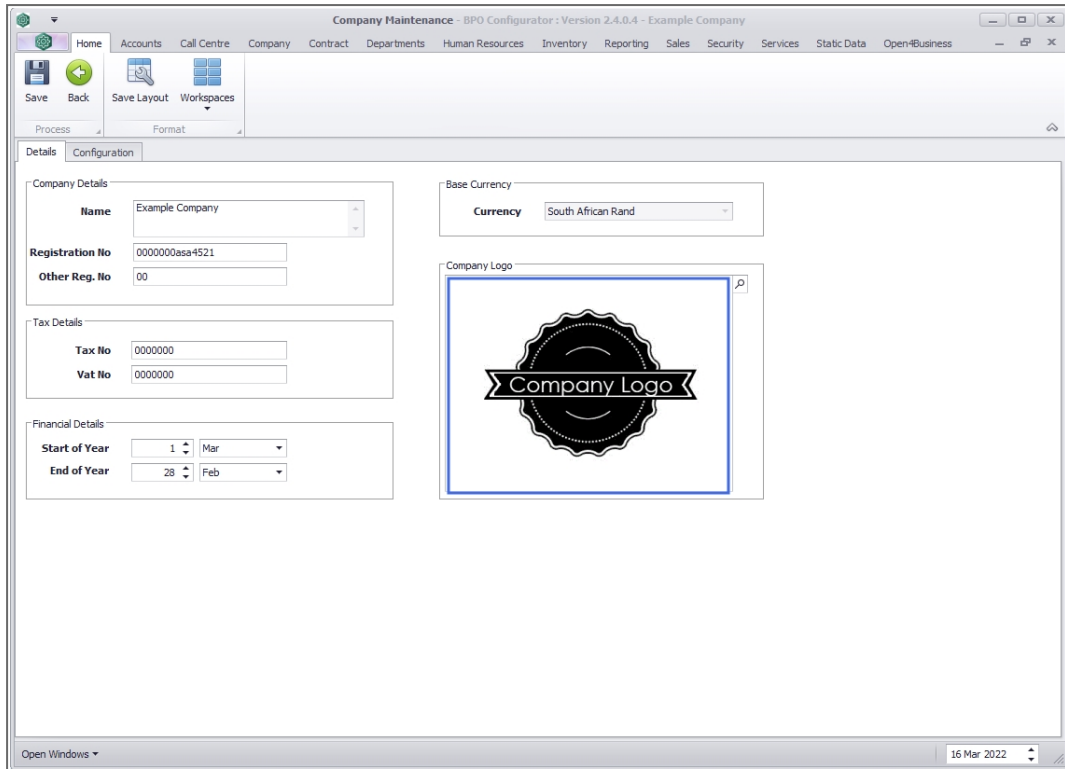 Company Maintenance - BPO Configurator : Version 2.4.0.4 - Example Company
Home Accounts Call Centre Company Contract Departments Human Resources Inventory Reporting Sales Security Services Static Data Open4Business
Save Back Save Layout Workspaces
Process Format
Details Configuration
Company Details
Name Example Company
Registration No 0000000asa4521
Other Reg. No 00
Tax Details
Tax No 0000000
Vat No 0000000
Financial Details
Start of Year 1 Mar
End of Year 28 Feb
Base Currency
Currency South African Rand
Company Logo
Company Logo
Open Windows 16 Mar 2022